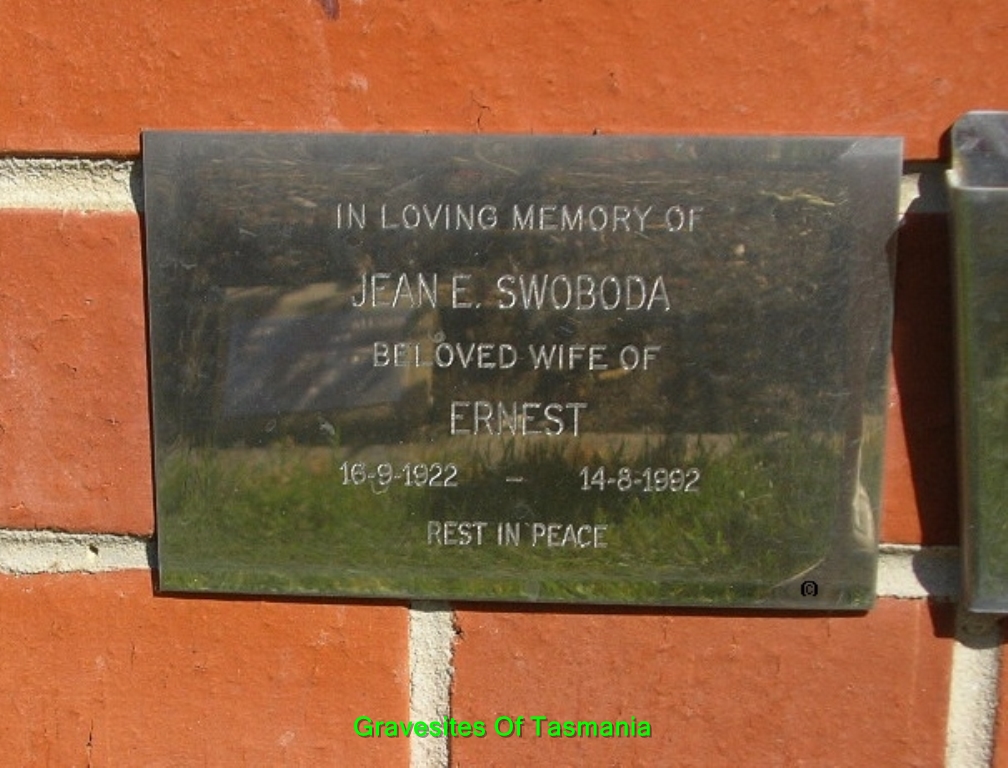 IN LOVING MEMORY OF
JEAN E. SWOBODA
BELOVED WIFE OF
ERNEST
16-9-1922 – 14-8-1992
REST IN PEACE
©
Gravesites Of Tasmania